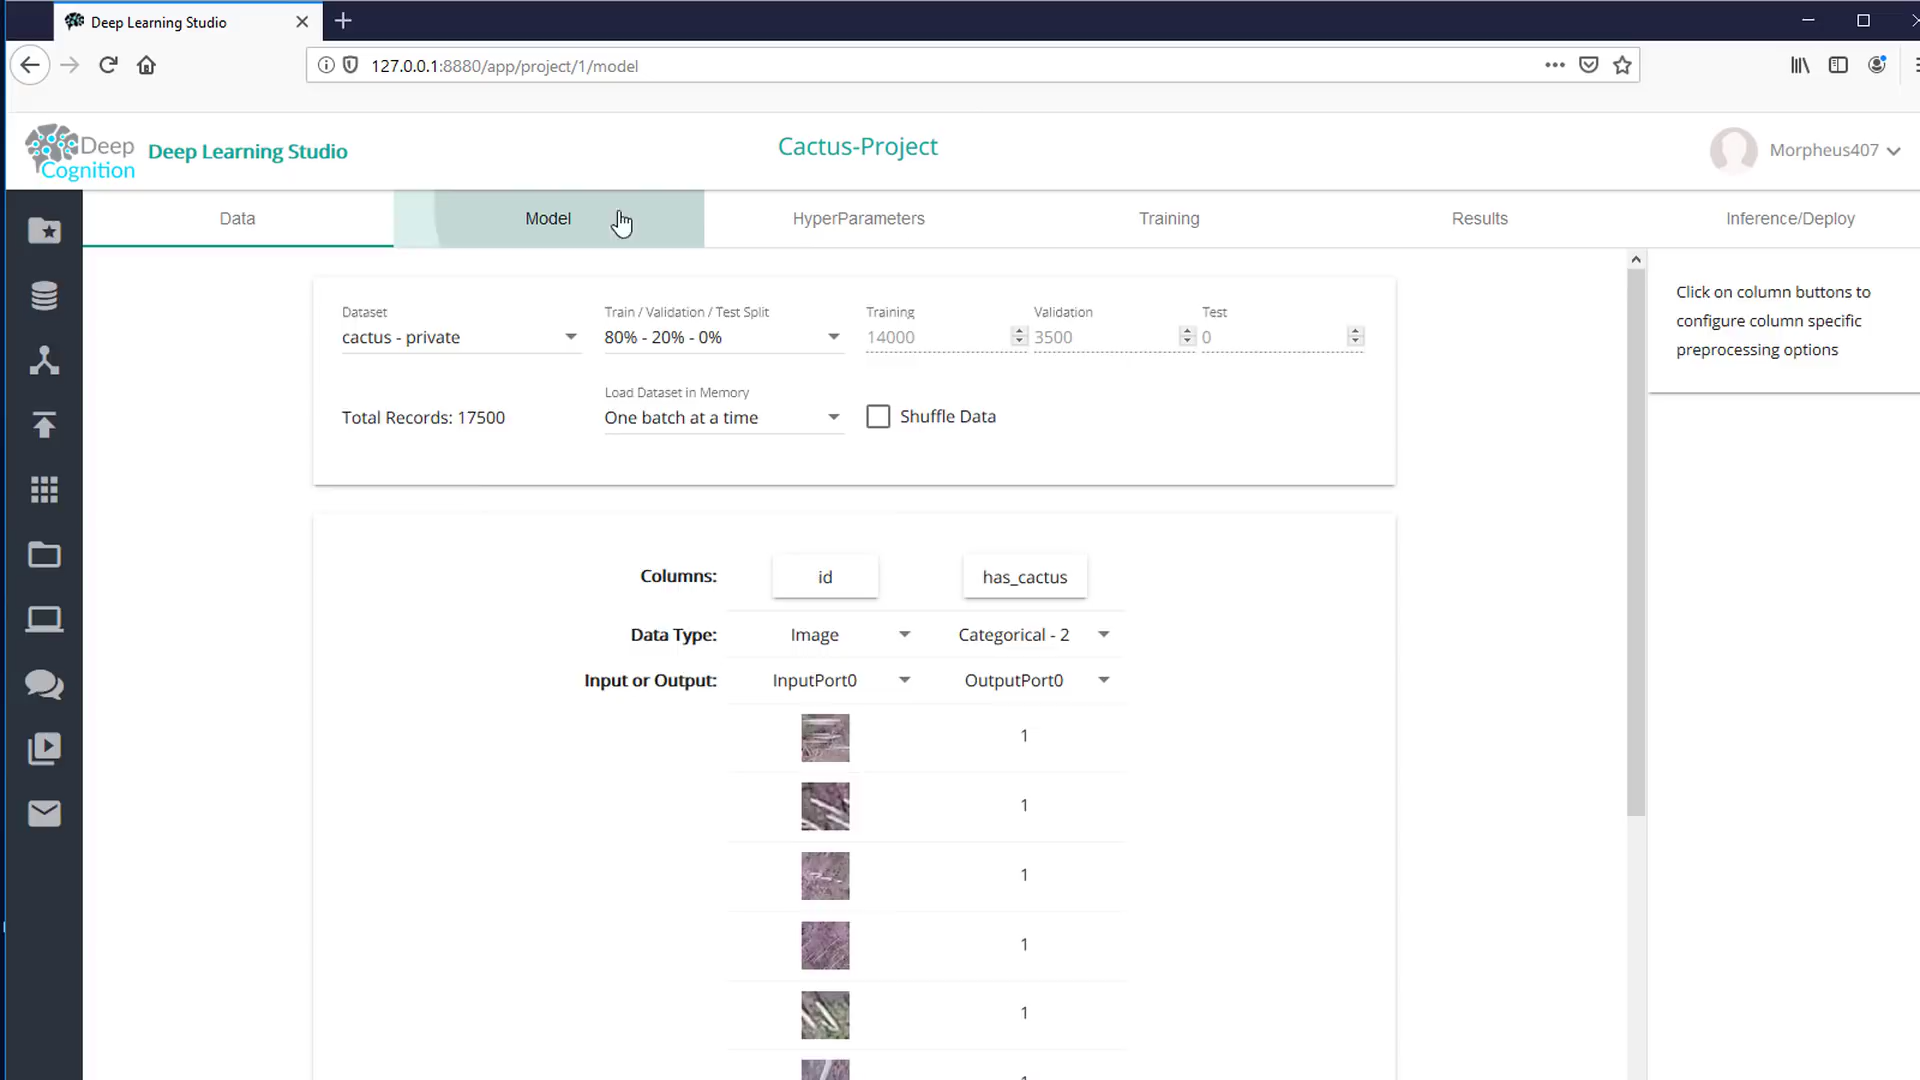 Deep Learning Studio
127.0.0.1:8880/app/project/1/model
Deep
Cognition
Deep Learning Studio
Cactus-Project
Morpheus407
Data
Model
HyperParameters
Training
Results
Inference/Deploy
Dataset
Train / Validation / Test Split
Training
Validation
Test
cactus - private
80% - 20% - 0%
14000
3500
0
Load Dataset in Memory
Total Records: 17500
One batch at a time
Shuffle Data
Click on column buttons to
configure column specific
preprocessing options
Columns:
id
has_cactus
Data Type:
Image
Categorical - 2
Input or Output:
InputPort0
OutputPort0
1
1
1
1
1